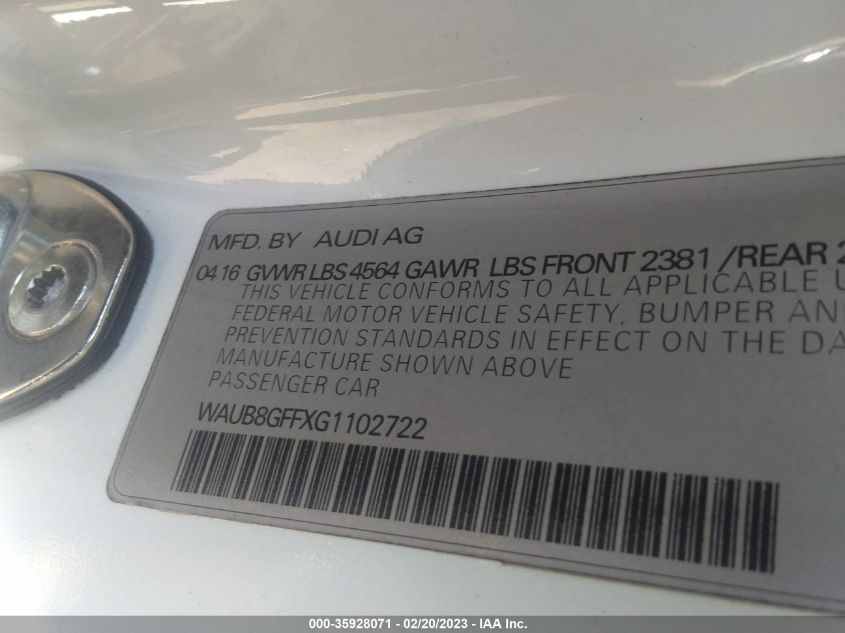 MFD. BY AUDI AG
04 16 GVWR LBS 4564 GAWR LBS FRONT 2381 /REAR 2
THIS VEHICLE CONFORMS TO ALL APPLICABLE U
FEDERAL MOTOR VEHICLE SAFETY, BUMPER AN
PREVENTION STANDARDS IN EFFECT ON THE DA
MANUFACTURE SHOWN ABOVE
PASSENGER CAR
WAUB8GFFXG1102722
000-35928071 — 02/20/2023 — IAA Inc.